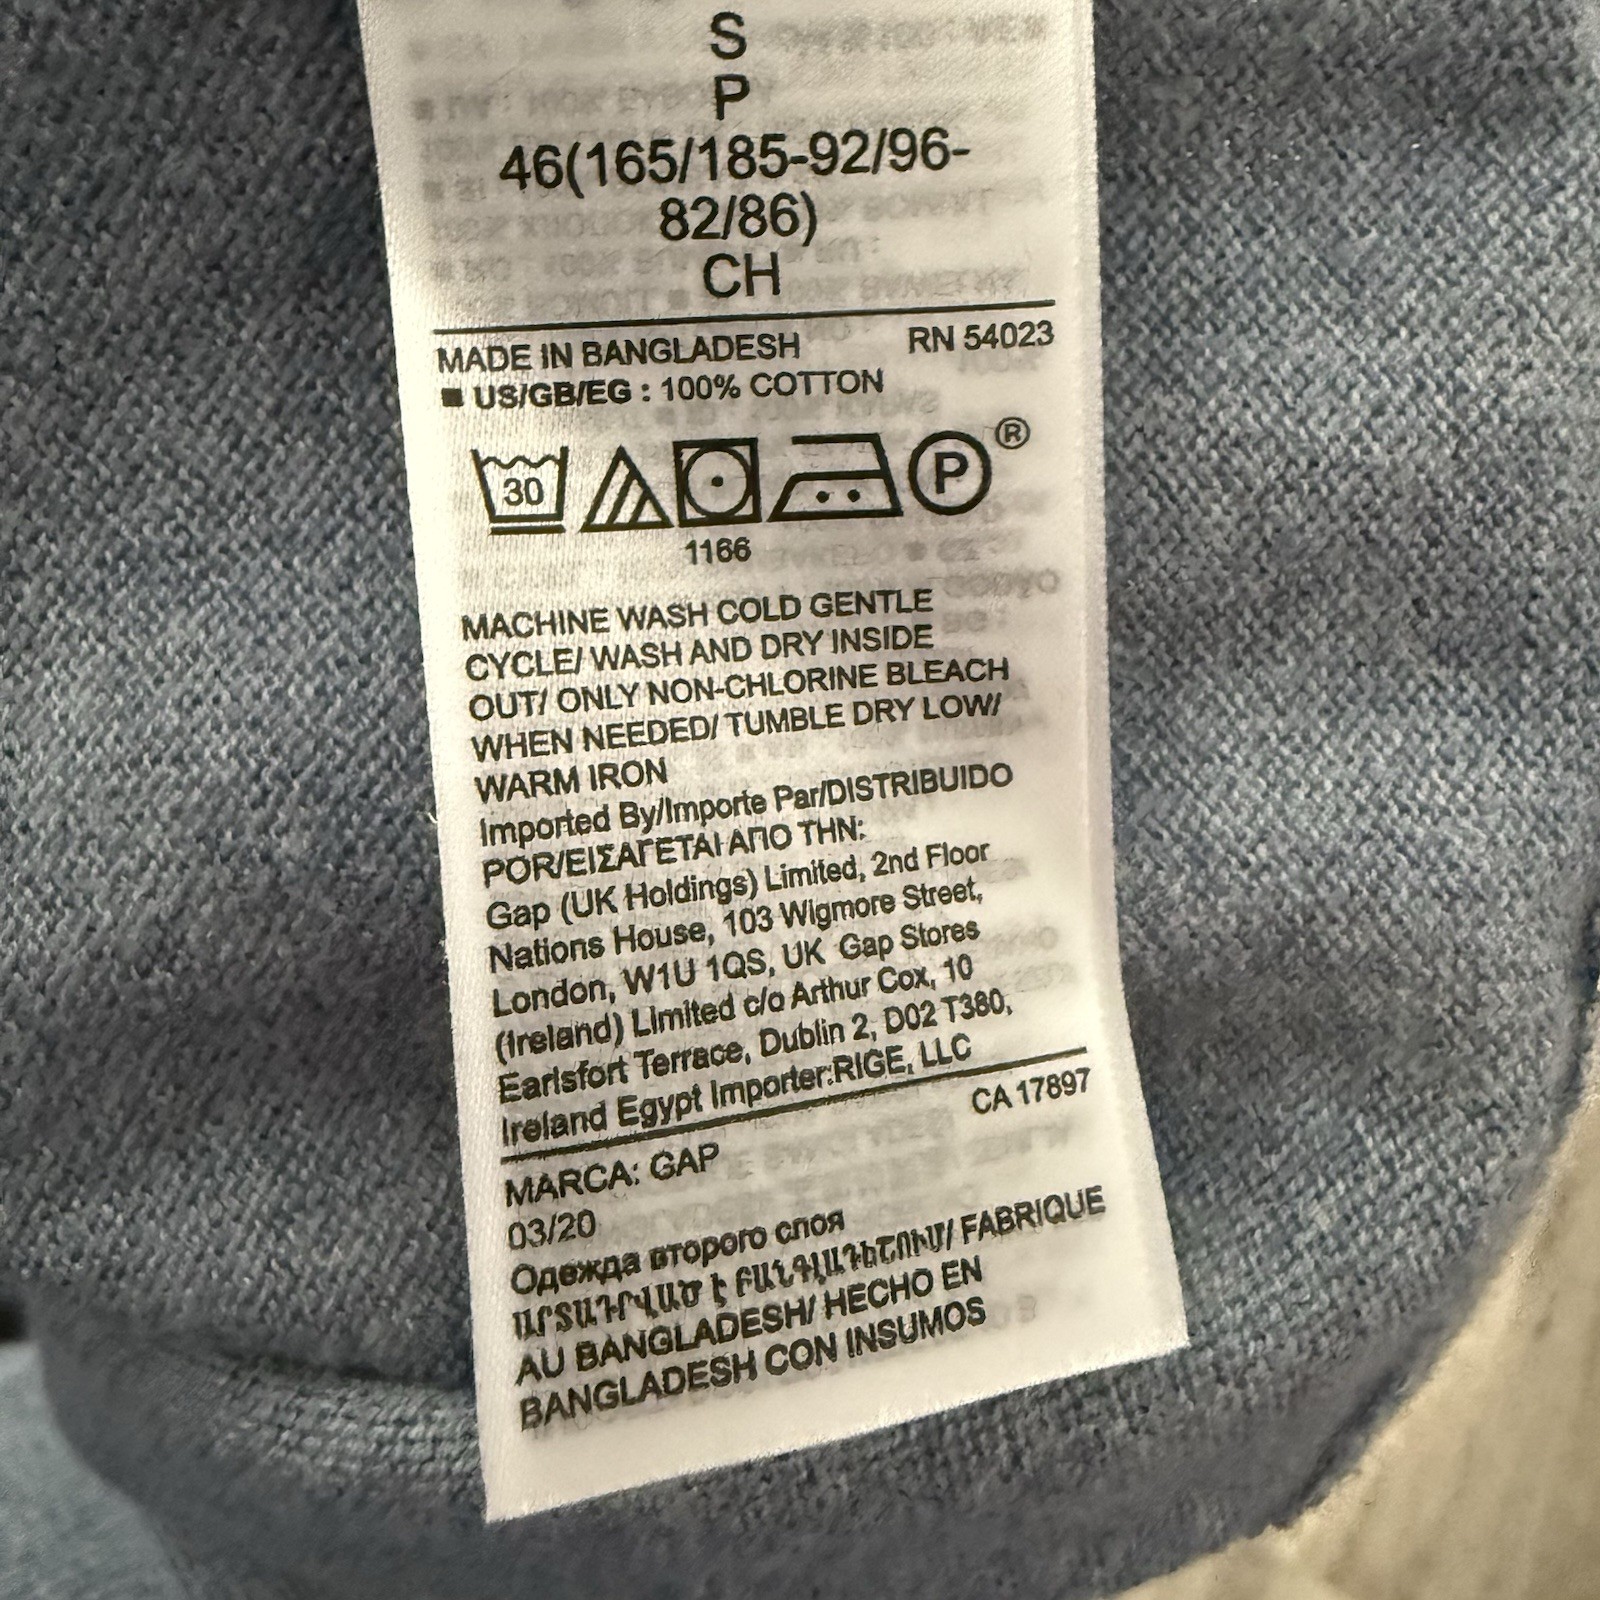 S
P
46(165/185-92/96-
82/86)
CH
MADE IN BANGLADESH RN 54023
■ US/GB/EG : 100% COTTON
30 P ®
1166
MACHINE WASH COLD GENTLE
CYCLE/ WASH AND DRY INSIDE
OUT/ ONLY NON-CHLORINE BLEACH
WHEN NEEDED/ TUMBLE DRY LOW/
WARM IRON
Imported By/Importe Par/DISTRIBUIDO
POR/ΕΙΣΑΓΕΤΑΙ ΑΠΟ ΤΗΝ:
Gap (UK Holdings) Limited, 2nd Floor
Nations House, 103 Wigmore Street,
London, W1U 1QS, UK Gap Stores
(Ireland) Limited c/o Arthur Cox, 10
Earlsfort Terrace, Dublin 2, D02 T380,
Ireland Egypt Importer:RIGE, LLC
CA 17897
MARCA: GAP
03/20
Одежда второго слоя
ԱՐՏԱԴՐՎԱԾ Է ԲԱՆԳԼԱԴԵՇՈՒՄ/ FABRIQUE
AU BANGLADESH/ HECHO EN
BANGLADESH CON INSUMOS